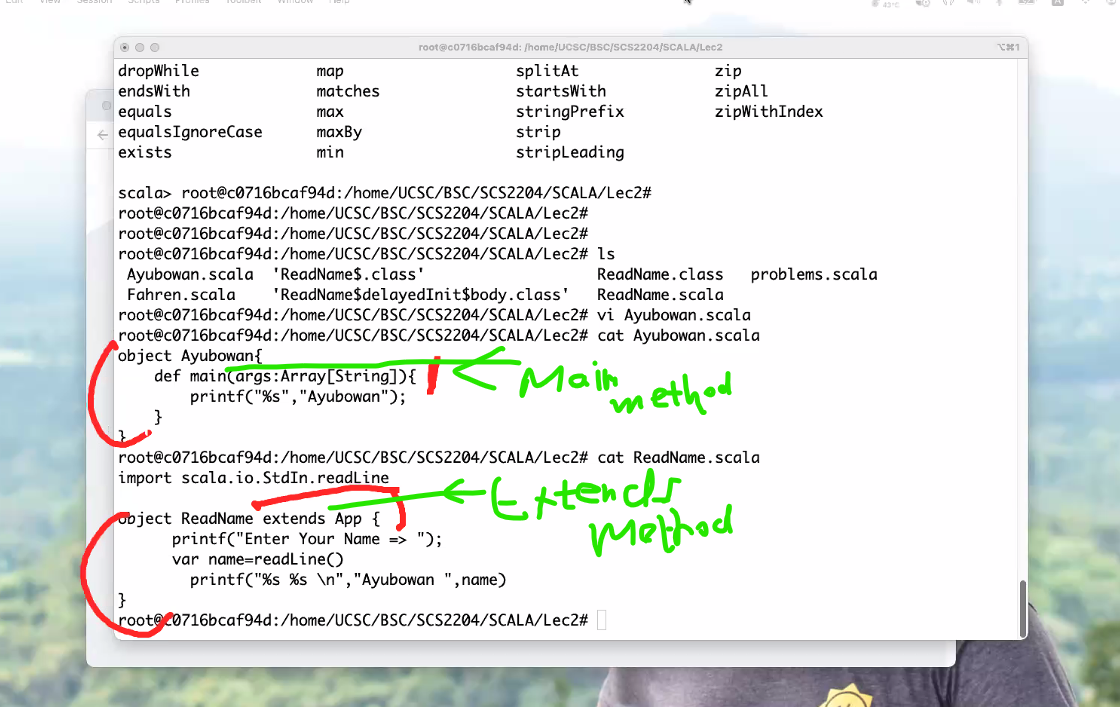 Edit View Session Scripts Profiles Toolbelt Window Help
43°C
root@c0716bcaf94d: /home/UCSC/BSC/SCS2204/SCALA/Lec2
⌥⌘1
dropWhile map splitAt zip
endsWith matches startsWith zipAll
equals max stringPrefix zipWithIndex
equalsIgnoreCase maxBy strip
exists min stripLeading
scala> root@c0716bcaf94d:/home/UCSC/BSC/SCS2204/SCALA/Lec2#
root@c0716bcaf94d:/home/UCSC/BSC/SCS2204/SCALA/Lec2#
root@c0716bcaf94d:/home/UCSC/BSC/SCS2204/SCALA/Lec2#
root@c0716bcaf94d:/home/UCSC/BSC/SCS2204/SCALA/Lec2# ls
Ayubowan.scala 'ReadName$.class' ReadName.class problems.scala
Fahren.scala 'ReadName$delayedInit$body.class' ReadName.scala
root@c0716bcaf94d:/home/UCSC/BSC/SCS2204/SCALA/Lec2# vi Ayubowan.scala
root@c0716bcaf94d:/home/UCSC/BSC/SCS2204/SCALA/Lec2# cat Ayubowan.scala
object Ayubowan{
def main(args:Array[String]){
Main
printf("%s","Ayubowan");
method
}
}
root@c0716bcaf94d:/home/UCSC/BSC/SCS2204/SCALA/Lec2# cat ReadName.scala
import scala.io.StdIn.readLine
Extends
object ReadName extends App {
Method
printf("Enter Your Name => ");
var name=readLine()
printf("%s %s \n","Ayubowan ",name)
}
root@c0716bcaf94d:/home/UCSC/BSC/SCS2204/SCALA/Lec2#